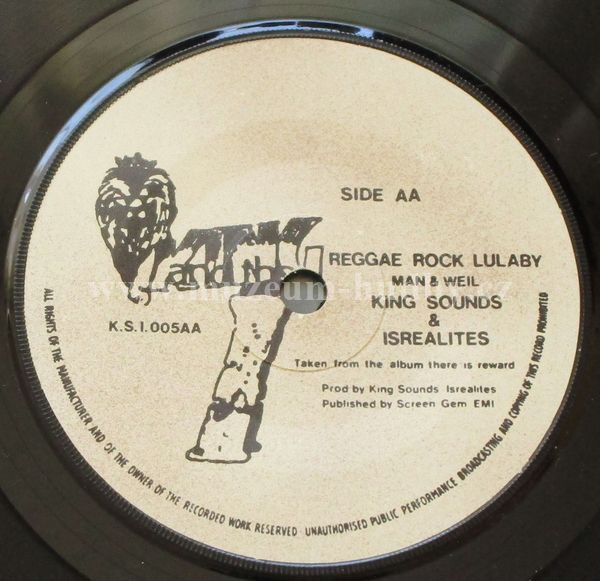 SIDE AA
and the
REGGAE ROCK LULABY
MAN & WEIL
KING SOUNDS
&
ISREALITES
K.S.I.005AA
Taken from the album there is reward
Prod by King Sounds Isrealites
Published by Screen Gem EMI
ALL RIGHTS OF THE MANUFACTURER AND OF THE OWNER OF THE RECORDED WORK RESERVED · UNAUTHORISED PUBLIC PERFORMANCE BROADCASTING AND COPYING OF THIS RECORD PROHIBITED